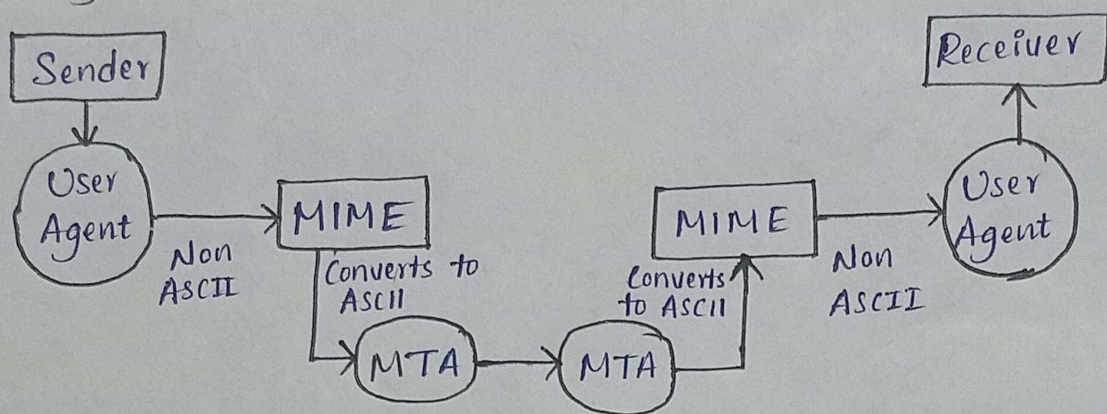 Sender
User
Agent
Non
ASCII
MIME
Converts to
ASCII
MTA
MTA
Converts
to ASCII
MIME
Non
ASCII
User
Agent
Receiver